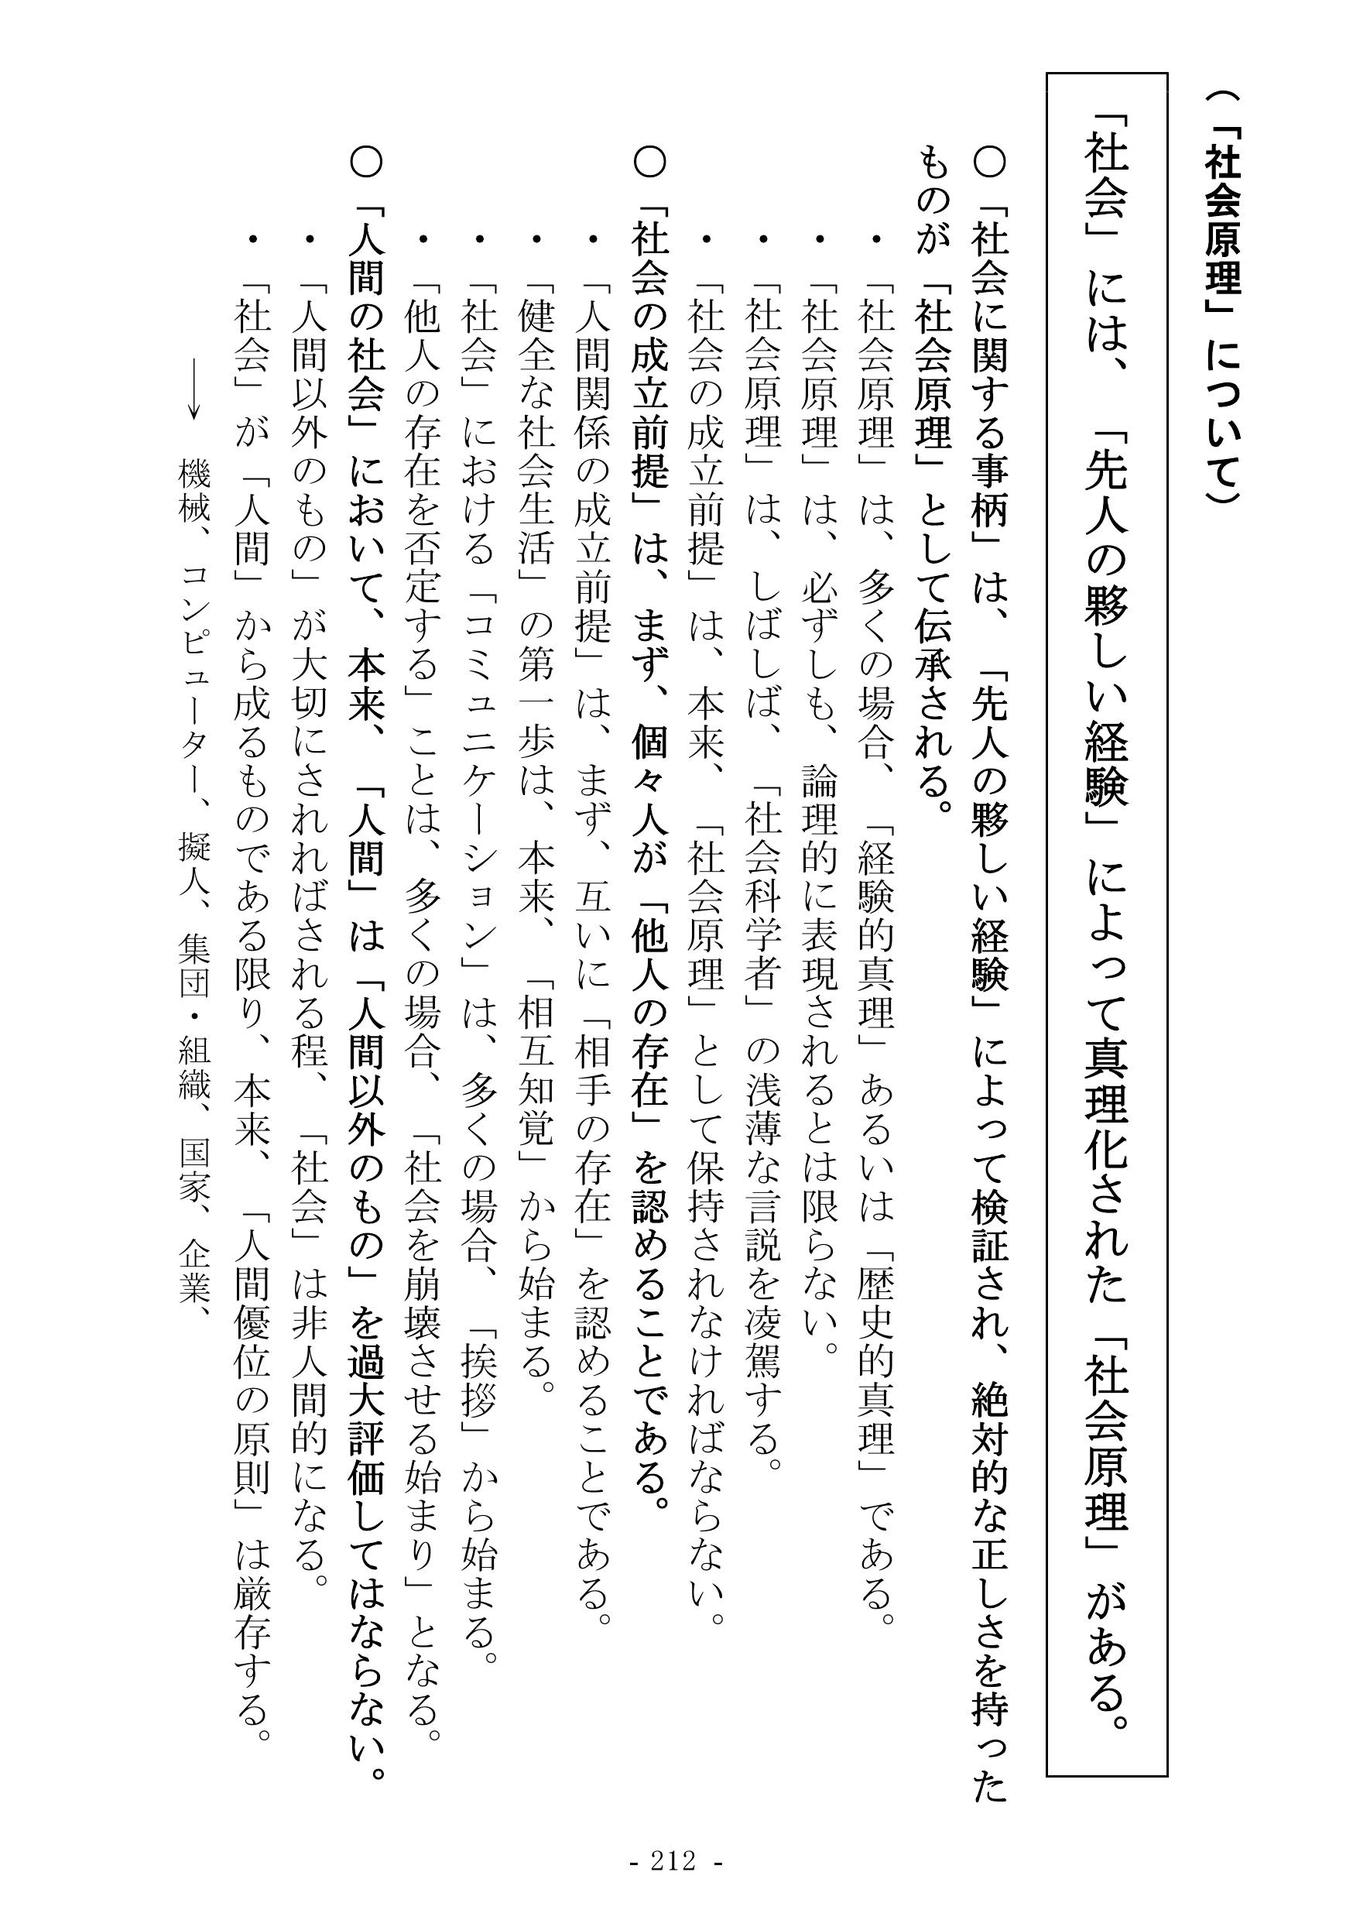 （「社会原理」について）
「社会」には、「先人の夥しい経験」によって真理化された「社会原理」がある。
○「社会に関する事柄」は、「先人の夥しい経験」によって検証され、絶対的な正しさを持った
ものが「社会原理」として伝承される。
・「社会原理」は、多くの場合、「経験的真理」あるいは「歴史的真理」である。
・「社会原理」は、必ずしも、論理的に表現されるとは限らない。
・「社会原理」は、しばしば、「社会科学者」の浅薄な言説を凌駕する。
・「社会の成立前提」は、本来、「社会原理」として保持されなければならない。
○「社会の成立前提」は、まず、個々人が「他人の存在」を認めることである。
・「人間関係の成立前提」は、まず、互いに「相手の存在」を認めることである。
・「健全な社会生活」の第一歩は、本来、「相互知覚」から始まる。
・「社会」における「コミュニケーション」は、多くの場合、「挨拶」から始まる。
・「他人の存在を否定する」ことは、多くの場合、「社会を崩壊させる始まり」となる。
○「人間の社会」において、本来、「人間」は「人間以外のもの」を過大評価してはならない。
・「人間以外のもの」が大切にされればされる程、「社会」は非人間的になる。
・「社会」が「人間」から成るものである限り、本来、「人間優位の原則」は厳存する。
→ 機械、コンピューター、擬人、集団・組織、国家、企業、
- 212 -